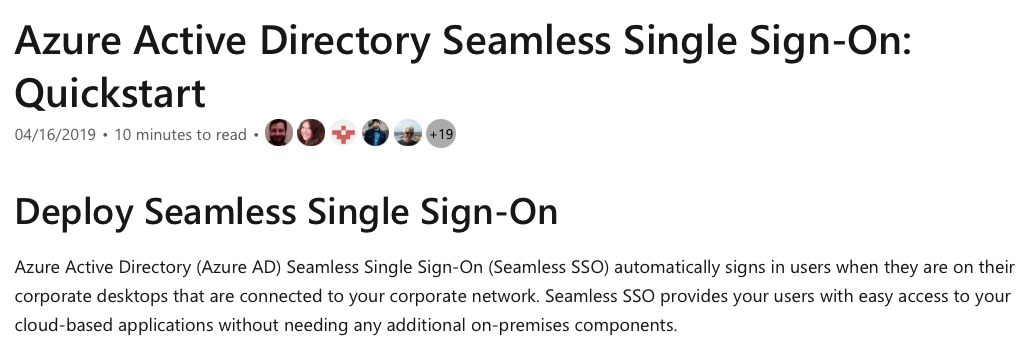 Azure Active Directory Seamless Single Sign-On:
Quickstart
04/16/2019 • 10 minutes to read • +19
Deploy Seamless Single Sign-On
Azure Active Directory (Azure AD) Seamless Single Sign-On (Seamless SSO) automatically signs in users when they are on their
corporate desktops that are connected to your corporate network. Seamless SSO provides your users with easy access to your
cloud-based applications without needing any additional on-premises components.